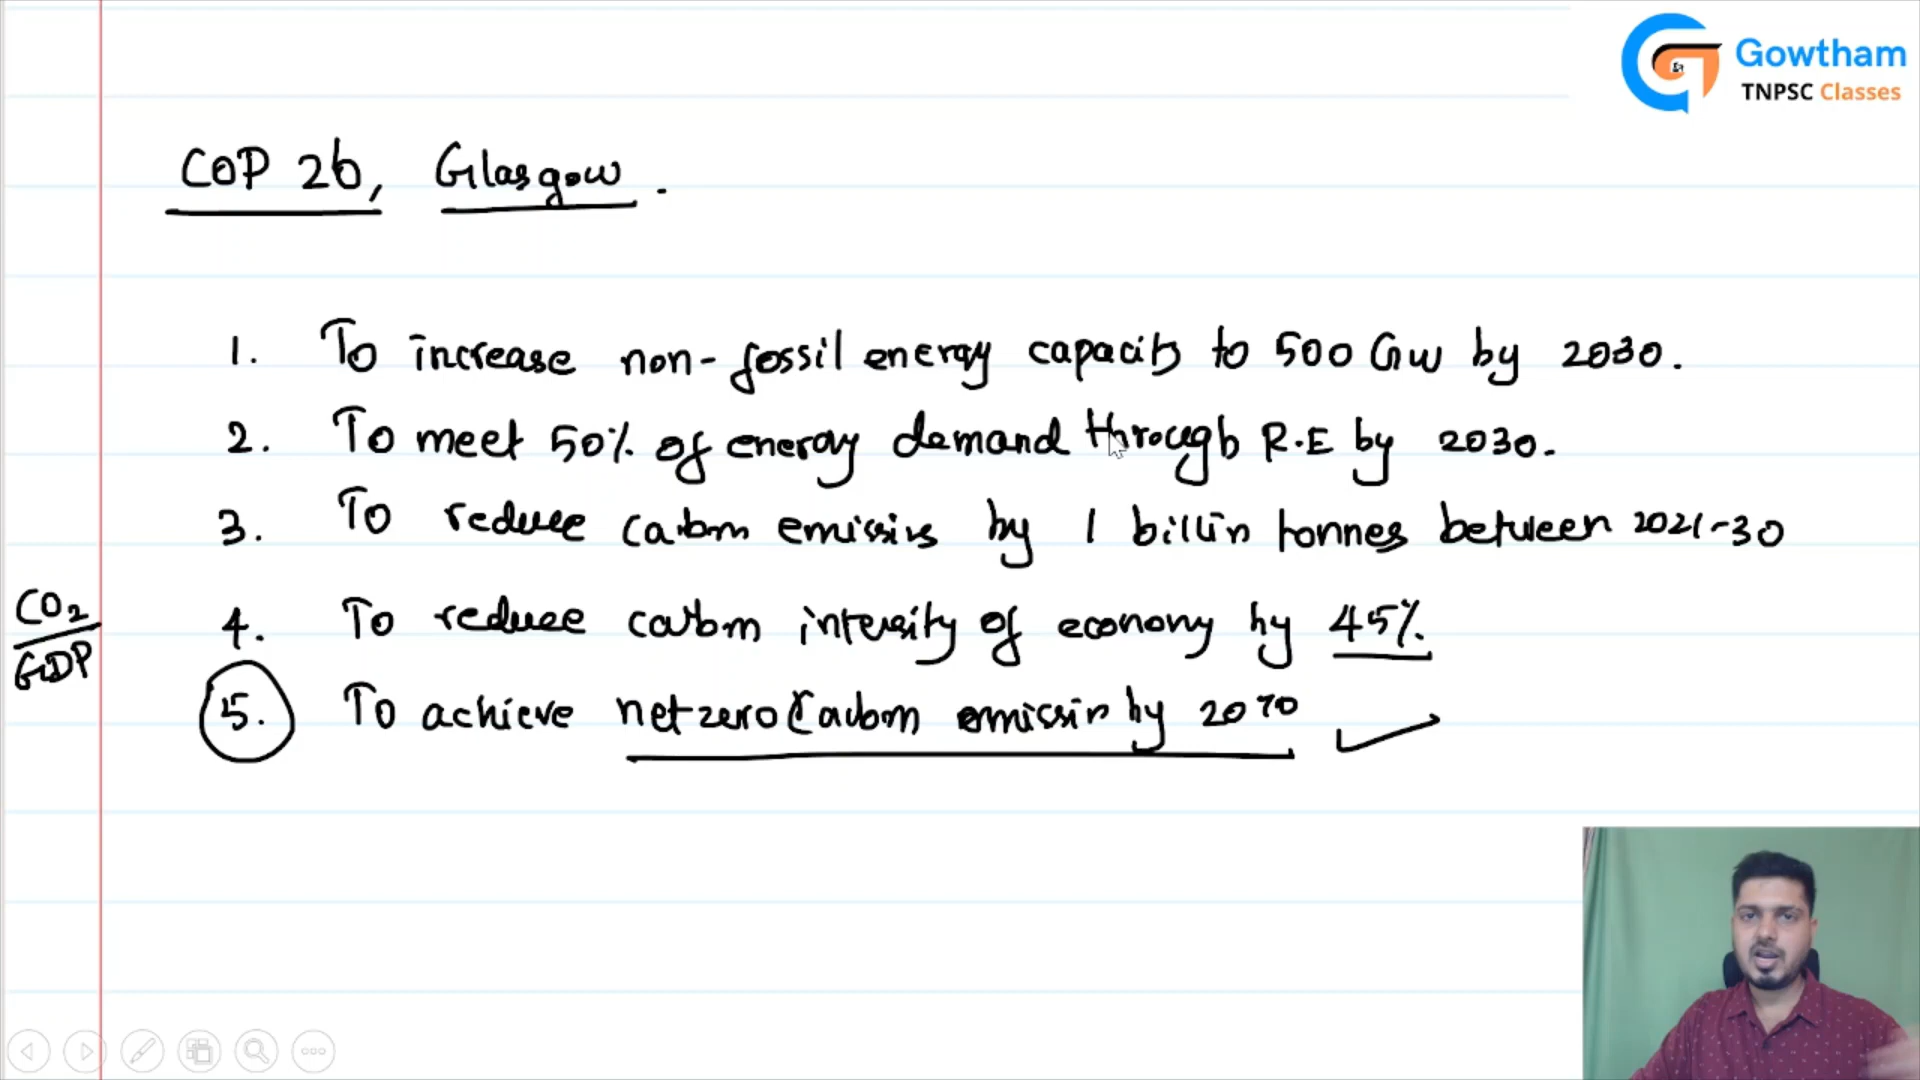 Gowtham
TNPSC Classes
COP 26, Glasgow.
1. To increase non-fossil energy capacity to 500 GW by 2030.
2. To meet 50% of energy demand through R.E by 2030.
3. To reduce carbon emissions by 1 billion tonnes between 2021-30
4. To reduce carbon intensity of economy by 45%.
CO₂
GDP
5. To achieve net zero Carbon emission by 2070